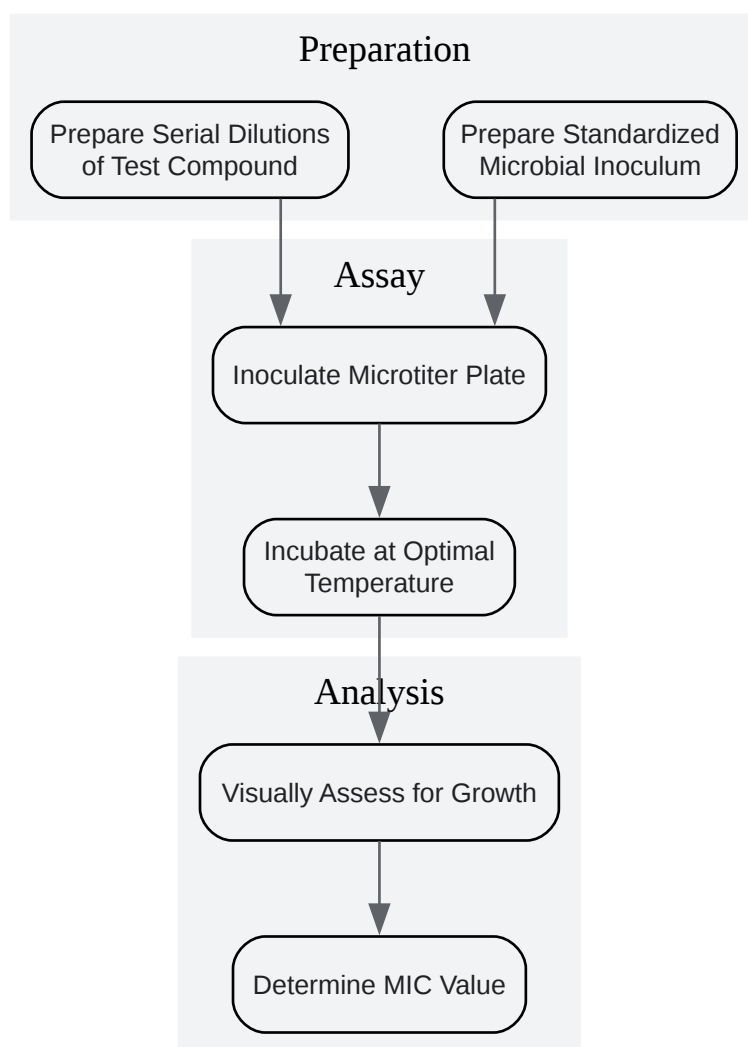 Preparation
Prepare Serial Dilutions
of Test Compound
Prepare Standardized
Microbial Inoculum
Assay
Inoculate Microtiter Plate
Incubate at Optimal
Temperature
Analysis
Visually Assess for Growth
Determine MIC Value